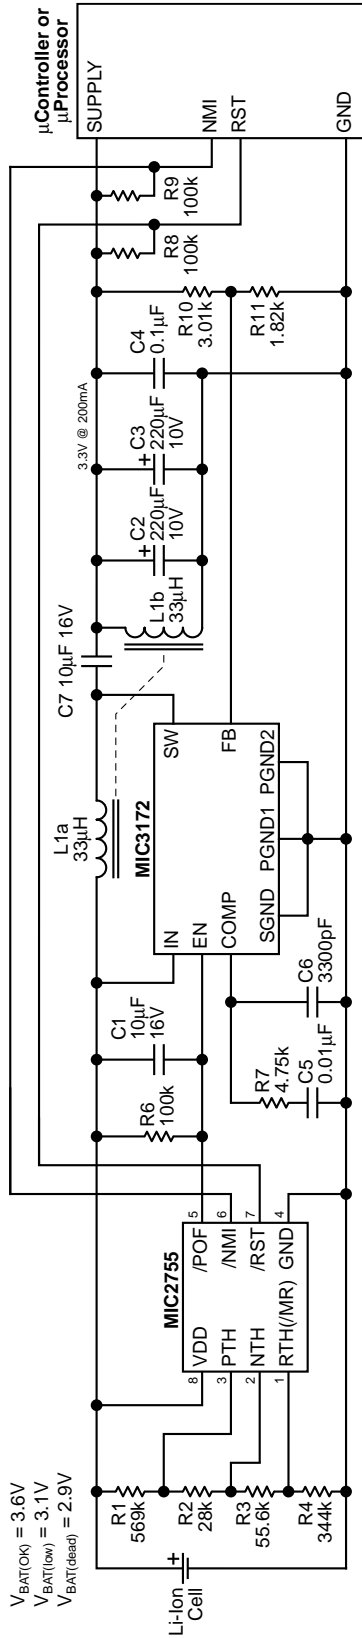 V_BAT(OK) = 3.6V
V_BAT(low) = 3.1V
V_BAT(dead) = 2.9V
Li-Ion
Cell
+
R1
569k
R2
28k
R3
55.6k
R4
344k
MIC2755
8
VDD
3
PTH
2
NTH
1
RTH(/MR)
/POF
5
/NMI
6
/RST
7
GND
4
R6
100k
C1
10µF
16V
R7
4.75k
C5
0.01µF
C6
3300pF
L1a
33µH
MIC3172
IN
EN
COMP
SW
FB
SGND
PGND1
PGND2
C7 10µF 16V
L1b
33µH
C2
220µF
10V
+
C3
220µF
10V
+
C4
0.1µF
3.3V @ 200mA
R10
3.01k
R11
1.82k
R8
100k
R9
100k
µController or
µProcessor
SUPPLY
NMI
RST
GND